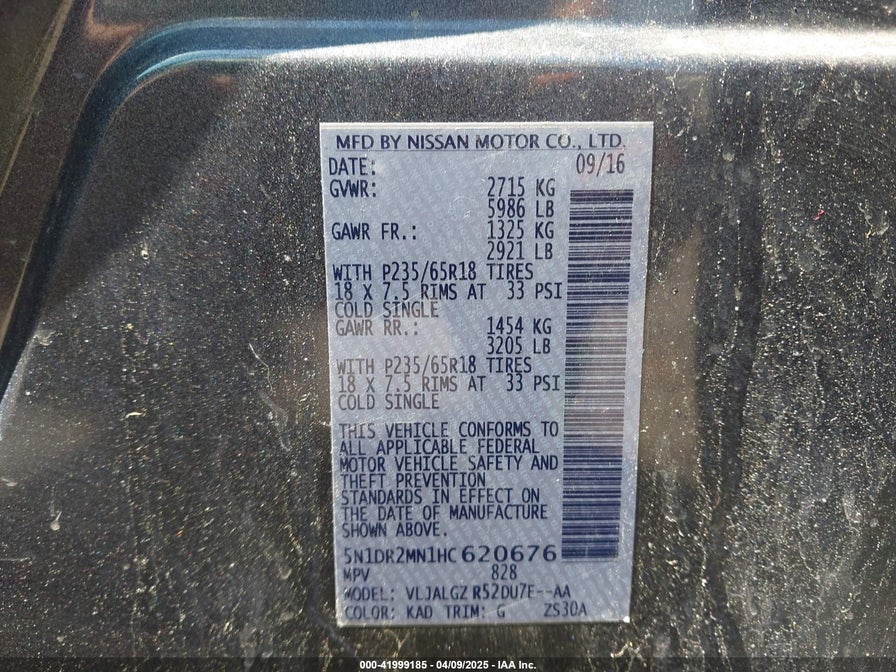 MFD BY NISSAN MOTOR CO., LTD.
DATE: 09/16
GVWR: 2715 KG
5986 LB
GAWR FR.: 1325 KG
2921 LB
WITH P235/65R18 TIRES
18 X 7.5 RIMS AT 33 PSI
COLD SINGLE
GAWR RR.: 1454 KG
3205 LB
WITH P235/65R18 TIRES
18 X 7.5 RIMS AT 33 PSI
COLD SINGLE
THIS VEHICLE CONFORMS TO
ALL APPLICABLE FEDERAL
MOTOR VEHICLE SAFETY AND
THEFT PREVENTION
STANDARDS IN EFFECT ON
THE DATE OF MANUFACTURE
SHOWN ABOVE.
5N1DR2MN1HC620676
MPV 828
MODEL: VLJALGZ R52DU7E--AA
COLOR: KAD TRIM: G ZS30A
000-41999185 | 04/09/2025 - IAA Inc.